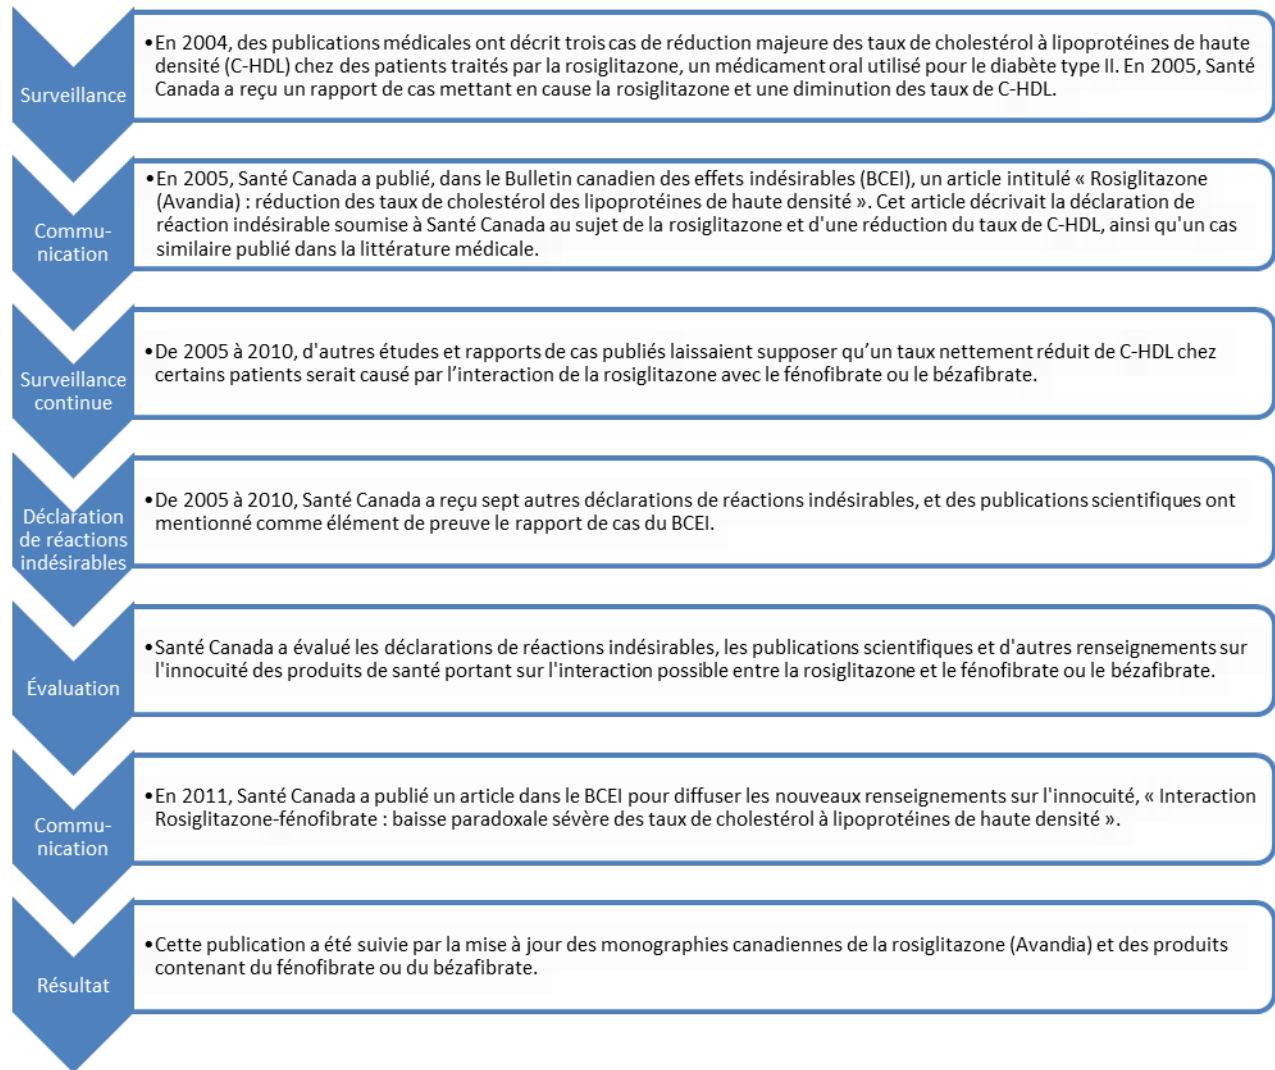 Surveillance
•En 2004, des publications médicales ont décrit trois cas de réduction majeure des taux de cholestérol à lipoprotéines de haute
densité (C-HDL) chez des patients traités par la rosiglitazone, un médicament oral utilisé pour le diabète type II. En 2005, Santé
Canada a reçu un rapport de cas mettant en cause la rosiglitazone et une diminution des taux de C-HDL.
Commu-
nication
•En 2005, Santé Canada a publié, dans le Bulletin canadien des effets indésirables (BCEI), un article intitulé « Rosiglitazone
(Avandia) : réduction des taux de cholestérol des lipoprotéines de haute densité ». Cet article décrivait la déclaration de
réaction indésirable soumise à Santé Canada au sujet de la rosiglitazone et d'une réduction du taux de C-HDL, ainsi qu'un cas
similaire publié dans la littérature médicale.
Surveillance
continue
•De 2005 à 2010, d'autres études et rapports de cas publiés laissaient supposer qu’un taux nettement réduit de C-HDL chez
certains patients serait causé par l’interaction de la rosiglitazone avec le fénofibrate ou le bézafibrate.
Déclaration
de réactions
indésirables
•De 2005 à 2010, Santé Canada a reçu sept autres déclarations de réactions indésirables, et des publications scientifiques ont
mentionné comme élément de preuve le rapport de cas du BCEI.
Évaluation
•Santé Canada a évalué les déclarations de réactions indésirables, les publications scientifiques et d'autres renseignements sur
l'innocuité des produits de santé portant sur l'interaction possible entre la rosiglitazone et le fénofibrate ou le bézafibrate.
Commu-
nication
•En 2011, Santé Canada a publié un article dans le BCEI pour diffuser les nouveaux renseignements sur l'innocuité, « Interaction
Rosiglitazone-fénofibrate : baisse paradoxale sévère des taux de cholestérol à lipoprotéines de haute densité ».
Résultat
•Cette publication a été suivie par la mise à jour des monographies canadiennes de la rosiglitazone (Avandia) et des produits
contenant du fénofibrate ou du bézafibrate.